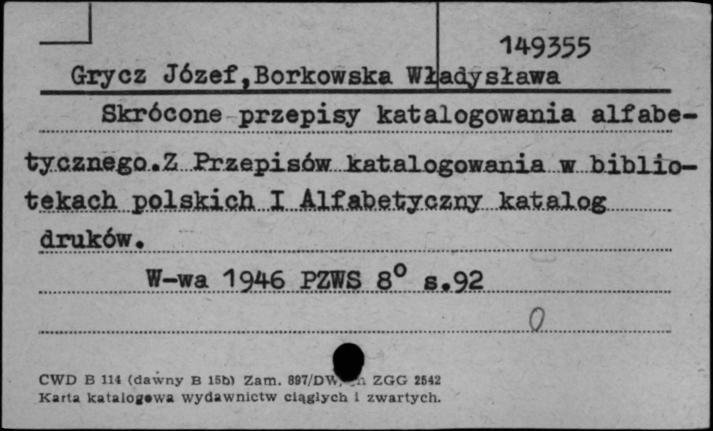 149355
Grycz Józef,Borkowska Władysława
Skrócone przepisy katalogowania alfabe-
tycznego.Z Przepisów katalogowania w biblio-
tekach polskich I Alfabetyczny katalog
druków.
W-wa 1946 PZWS 8° s.92
0
CWD B 114 (dawny B 15b) Zam. 897/DW ZGG 2542
Karta katalogowa wydawnictw ciągłych i zwartych.